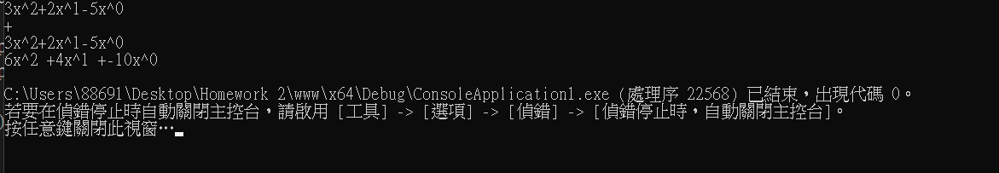 3x^2+2x^1-5x^0
+
3x^2+2x^1-5x^0
6x^2 +4x^1 +-10x^0
C:\Users\88691\Desktop\Homework 2\www\x64\Debug\ConsoleApplication1.exe (處理序 22568) 已結束，出現代碼 0。
若要在偵錯停止時自動關閉主控台，請啟用 [工具] -> [選項] -> [偵錯] -> [偵錯停止時，自動關閉主控台]。
按任意鍵關閉此視窗…